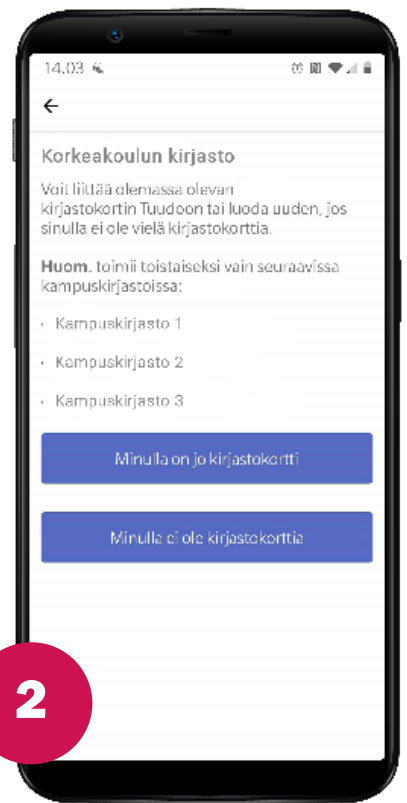 14.03
Korkeakoulun kirjasto
Voit liittää olemassa olevan
kirjastokortin Tuudoon tai luoda uuden, jos
sinulla ei ole vielä kirjastokorttia.
Huom. toimii toistaiseksi vain seuraavissa
kampuskirjastoissa:
· Kampuskirjasto 1
· Kampuskirjasto 2
· Kampuskirjasto 3
Minulla on jo kirjastokortti
Minulla ei ole kirjastokorttia
2